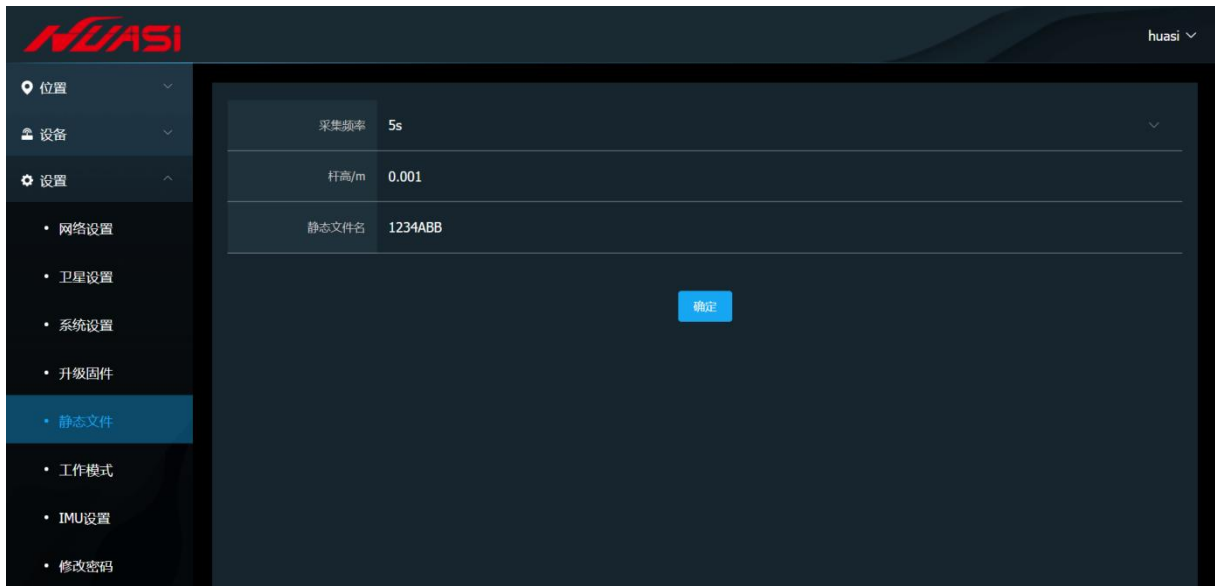 HUASI
huasi
位置
设备
设置
• 网络设置
• 卫星设置
• 系统设置
• 升级固件
• 静态文件
• 工作模式
• IMU设置
• 修改密码
采集频率 5s
杆高/m 0.001
静态文件名 1234ABB
确定